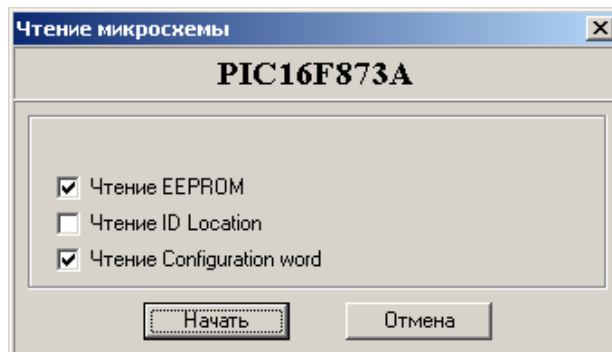 Чтение микросхемы
PIC16F873A
Чтение EEPROM
Чтение ID Location
Чтение Configuration word
Начать
Отмена